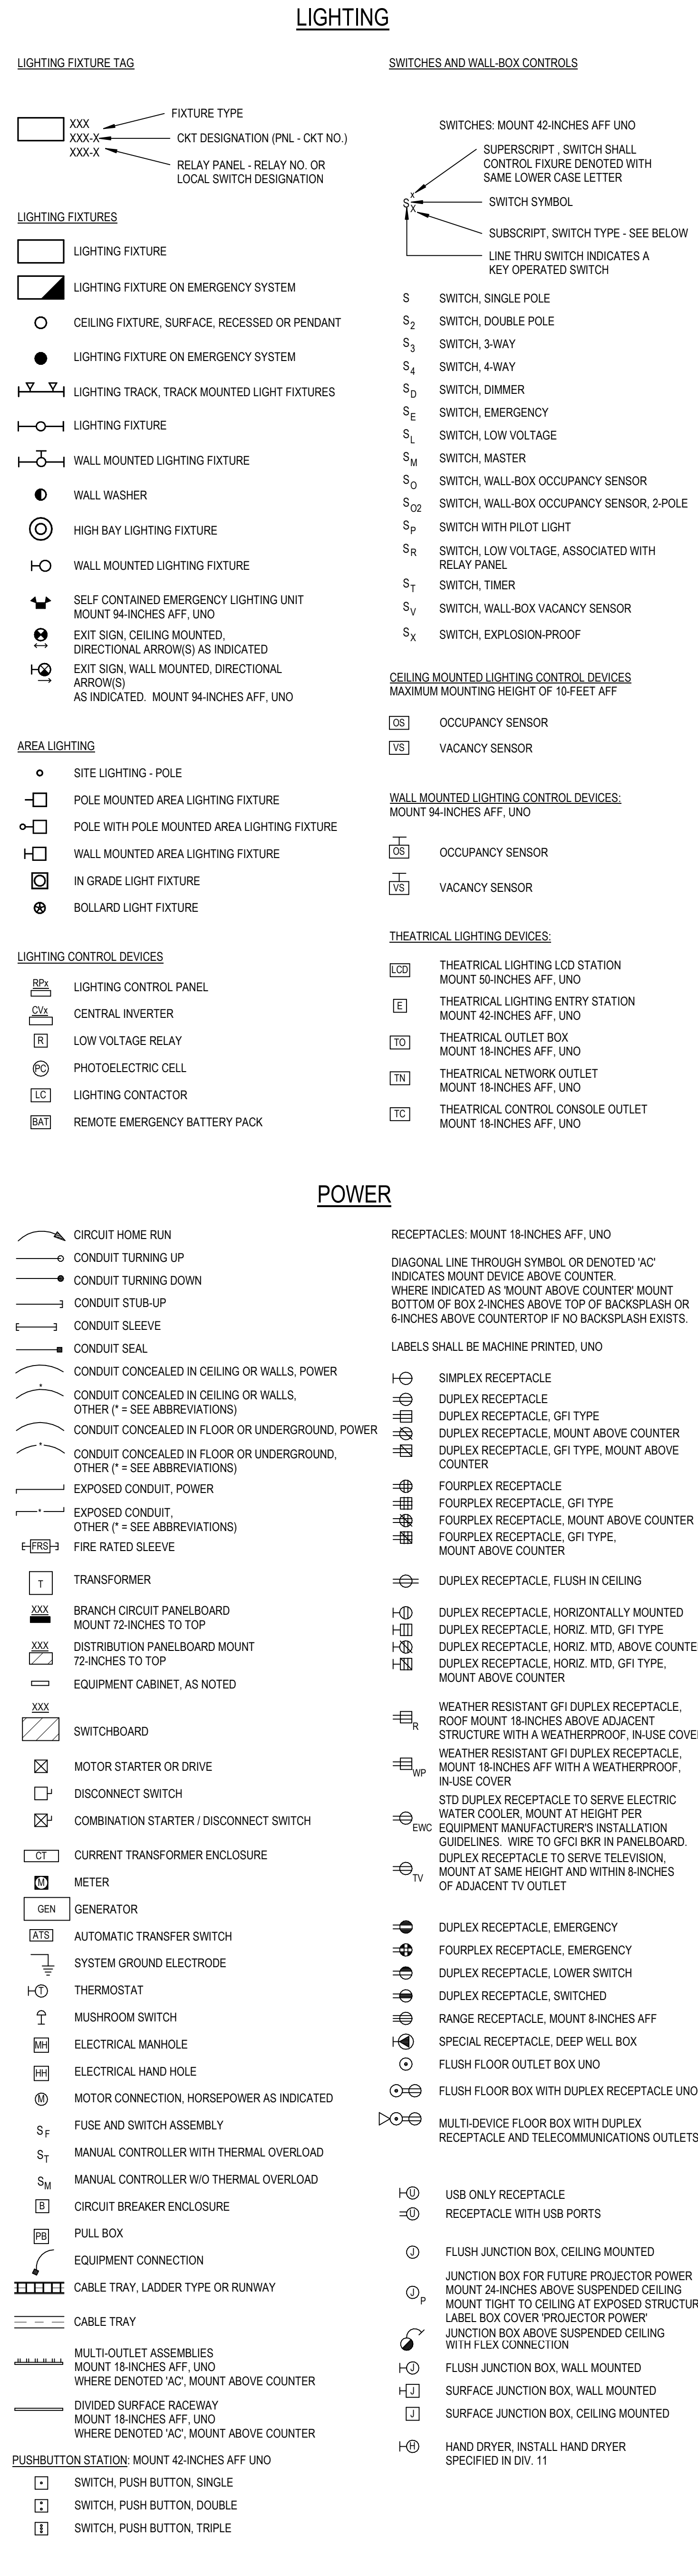 LIGHTING
LIGHTING FIXTURE TAG
XXX
XXX-X
XXX-X
FIXTURE TYPE
CKT DESIGNATION (PNL - CKT NO.)
RELAY PANEL - RELAY NO. OR
LOCAL SWITCH DESIGNATION
LIGHTING FIXTURES
LIGHTING FIXTURE
LIGHTING FIXTURE ON EMERGENCY SYSTEM
CEILING FIXTURE, SURFACE, RECESSED OR PENDANT
LIGHTING FIXTURE ON EMERGENCY SYSTEM
LIGHTING TRACK, TRACK MOUNTED LIGHT FIXTURES
LIGHTING FIXTURE
WALL MOUNTED LIGHTING FIXTURE
WALL WASHER
HIGH BAY LIGHTING FIXTURE
WALL MOUNTED LIGHTING FIXTURE
SELF CONTAINED EMERGENCY LIGHTING UNIT
MOUNT 94-INCHES AFF, UNO
EXIT SIGN, CEILING MOUNTED,
DIRECTIONAL ARROW(S) AS INDICATED
EXIT SIGN, WALL MOUNTED, DIRECTIONAL
ARROW(S)
AS INDICATED. MOUNT 94-INCHES AFF, UNO
AREA LIGHTING
SITE LIGHTING - POLE
POLE MOUNTED AREA LIGHTING FIXTURE
POLE WITH POLE MOUNTED AREA LIGHTING FIXTURE
WALL MOUNTED AREA LIGHTING FIXTURE
IN GRADE LIGHT FIXTURE
BOLLARD LIGHT FIXTURE
LIGHTING CONTROL DEVICES
RPx LIGHTING CONTROL PANEL
CVx CENTRAL INVERTER
R LOW VOLTAGE RELAY
PC PHOTOELECTRIC CELL
LC LIGHTING CONTACTOR
BAT REMOTE EMERGENCY BATTERY PACK
SWITCHES AND WALL-BOX CONTROLS
SWITCHES: MOUNT 42-INCHES AFF UNO
SUPERSCRIPT , SWITCH SHALL
CONTROL FIXURE DENOTED WITH
SAME LOWER CASE LETTER
S x X
SWITCH SYMBOL
SUBSCRIPT, SWITCH TYPE - SEE BELOW
LINE THRU SWITCH INDICATES A
KEY OPERATED SWITCH
S SWITCH, SINGLE POLE
S2 SWITCH, DOUBLE POLE
S3 SWITCH, 3-WAY
S4 SWITCH, 4-WAY
SD SWITCH, DIMMER
SE SWITCH, EMERGENCY
SL SWITCH, LOW VOLTAGE
SM SWITCH, MASTER
SO SWITCH, WALL-BOX OCCUPANCY SENSOR
SO2 SWITCH, WALL-BOX OCCUPANCY SENSOR, 2-POLE
SP SWITCH WITH PILOT LIGHT
SR SWITCH, LOW VOLTAGE, ASSOCIATED WITH
RELAY PANEL
ST SWITCH, TIMER
SV SWITCH, WALL-BOX VACANCY SENSOR
SX SWITCH, EXPLOSION-PROOF
CEILING MOUNTED LIGHTING CONTROL DEVICES
MAXIMUM MOUNTING HEIGHT OF 10-FEET AFF
OS OCCUPANCY SENSOR
VS VACANCY SENSOR
WALL MOUNTED LIGHTING CONTROL DEVICES:
MOUNT 94-INCHES AFF, UNO
OS OCCUPANCY SENSOR
VS VACANCY SENSOR
THEATRICAL LIGHTING DEVICES:
LCD THEATRICAL LIGHTING LCD STATION
MOUNT 50-INCHES AFF, UNO
E THEATRICAL LIGHTING ENTRY STATION
MOUNT 42-INCHES AFF, UNO
TO THEATRICAL OUTLET BOX
MOUNT 18-INCHES AFF, UNO
TN THEATRICAL NETWORK OUTLET
MOUNT 18-INCHES AFF, UNO
TC THEATRICAL CONTROL CONSOLE OUTLET
MOUNT 18-INCHES AFF, UNO
POWER
CIRCUIT HOME RUN
CONDUIT TURNING UP
CONDUIT TURNING DOWN
CONDUIT STUB-UP
CONDUIT SLEEVE
CONDUIT SEAL
CONDUIT CONCEALED IN CEILING OR WALLS, POWER
* CONDUIT CONCEALED IN CEILING OR WALLS,
OTHER (* = SEE ABBREVIATIONS)
CONDUIT CONCEALED IN FLOOR OR UNDERGROUND, POWER
* CONDUIT CONCEALED IN FLOOR OR UNDERGROUND,
OTHER (* = SEE ABBREVIATIONS)
EXPOSED CONDUIT, POWER
* EXPOSED CONDUIT,
OTHER (* = SEE ABBREVIATIONS)
FRS FIRE RATED SLEEVE
T TRANSFORMER
XXX BRANCH CIRCUIT PANELBOARD
MOUNT 72-INCHES TO TOP
XXX DISTRIBUTION PANELBOARD MOUNT
72-INCHES TO TOP
EQUIPMENT CABINET, AS NOTED
XXX
SWITCHBOARD
MOTOR STARTER OR DRIVE
DISCONNECT SWITCH
COMBINATION STARTER / DISCONNECT SWITCH
CT CURRENT TRANSFORMER ENCLOSURE
M METER
GEN GENERATOR
ATS AUTOMATIC TRANSFER SWITCH
SYSTEM GROUND ELECTRODE
T THERMOSTAT
MUSHROOM SWITCH
MH ELECTRICAL MANHOLE
HH ELECTRICAL HAND HOLE
M MOTOR CONNECTION, HORSEPOWER AS INDICATED
SF FUSE AND SWITCH ASSEMBLY
ST MANUAL CONTROLLER WITH THERMAL OVERLOAD
SM MANUAL CONTROLLER W/O THERMAL OVERLOAD
B CIRCUIT BREAKER ENCLOSURE
PB PULL BOX
EQUIPMENT CONNECTION
CABLE TRAY, LADDER TYPE OR RUNWAY
CABLE TRAY
MULTI-OUTLET ASSEMBLIES
MOUNT 18-INCHES AFF, UNO
WHERE DENOTED 'AC', MOUNT ABOVE COUNTER
DIVIDED SURFACE RACEWAY
MOUNT 18-INCHES AFF, UNO
WHERE DENOTED 'AC', MOUNT ABOVE COUNTER
PUSHBUTTON STATION: MOUNT 42-INCHES AFF UNO
SWITCH, PUSH BUTTON, SINGLE
SWITCH, PUSH BUTTON, DOUBLE
SWITCH, PUSH BUTTON, TRIPLE
RECEPTACLES: MOUNT 18-INCHES AFF, UNO
DIAGONAL LINE THROUGH SYMBOL OR DENOTED 'AC'
INDICATES MOUNT DEVICE ABOVE COUNTER.
WHERE INDICATED AS 'MOUNT ABOVE COUNTER' MOUNT
BOTTOM OF BOX 2-INCHES ABOVE TOP OF BACKSPLASH OR
6-INCHES ABOVE COUNTERTOP IF NO BACKSPLASH EXISTS.
LABELS SHALL BE MACHINE PRINTED, UNO
SIMPLEX RECEPTACLE
DUPLEX RECEPTACLE
DUPLEX RECEPTACLE, GFI TYPE
DUPLEX RECEPTACLE, MOUNT ABOVE COUNTER
DUPLEX RECEPTACLE, GFI TYPE, MOUNT ABOVE
COUNTER
FOURPLEX RECEPTACLE
FOURPLEX RECEPTACLE, GFI TYPE
FOURPLEX RECEPTACLE, MOUNT ABOVE COUNTER
FOURPLEX RECEPTACLE, GFI TYPE,
MOUNT ABOVE COUNTER
DUPLEX RECEPTACLE, FLUSH IN CEILING
DUPLEX RECEPTACLE, HORIZONTALLY MOUNTED
DUPLEX RECEPTACLE, HORIZ. MTD, GFI TYPE
DUPLEX RECEPTACLE, HORIZ. MTD, ABOVE COUNTE
DUPLEX RECEPTACLE, HORIZ. MTD, GFI TYPE,
MOUNT ABOVE COUNTER
WEATHER RESISTANT GFI DUPLEX RECEPTACLE,
R ROOF MOUNT 18-INCHES ABOVE ADJACENT
STRUCTURE WITH A WEATHERPROOF, IN-USE COVE
WEATHER RESISTANT GFI DUPLEX RECEPTACLE,
WP MOUNT 18-INCHES AFF WITH A WEATHERPROOF,
IN-USE COVER
STD DUPLEX RECEPTACLE TO SERVE ELECTRIC
WATER COOLER, MOUNT AT HEIGHT PER
EWC EQUIPMENT MANUFACTURER'S INSTALLATION
GUIDELINES. WIRE TO GFCI BKR IN PANELBOARD.
DUPLEX RECEPTACLE TO SERVE TELEVISION,
TV MOUNT AT SAME HEIGHT AND WITHIN 8-INCHES
OF ADJACENT TV OUTLET
DUPLEX RECEPTACLE, EMERGENCY
FOURPLEX RECEPTACLE, EMERGENCY
DUPLEX RECEPTACLE, LOWER SWITCH
DUPLEX RECEPTACLE, SWITCHED
RANGE RECEPTACLE, MOUNT 8-INCHES AFF
SPECIAL RECEPTACLE, DEEP WELL BOX
FLUSH FLOOR OUTLET BOX UNO
FLUSH FLOOR BOX WITH DUPLEX RECEPTACLE UNO
MULTI-DEVICE FLOOR BOX WITH DUPLEX
RECEPTACLE AND TELECOMMUNICATIONS OUTLETS
U USB ONLY RECEPTACLE
U RECEPTACLE WITH USB PORTS
J FLUSH JUNCTION BOX, CEILING MOUNTED
JUNCTION BOX FOR FUTURE PROJECTOR POWER
J P MOUNT 24-INCHES ABOVE SUSPENDED CEILING
MOUNT TIGHT TO CEILING AT EXPOSED STRUCTUR
LABEL BOX COVER 'PROJECTOR POWER'
JUNCTION BOX ABOVE SUSPENDED CEILING
WITH FLEX CONNECTION
J FLUSH JUNCTION BOX, WALL MOUNTED
J SURFACE JUNCTION BOX, WALL MOUNTED
J SURFACE JUNCTION BOX, CEILING MOUNTED
H HAND DRYER, INSTALL HAND DRYER
SPECIFIED IN DIV. 11